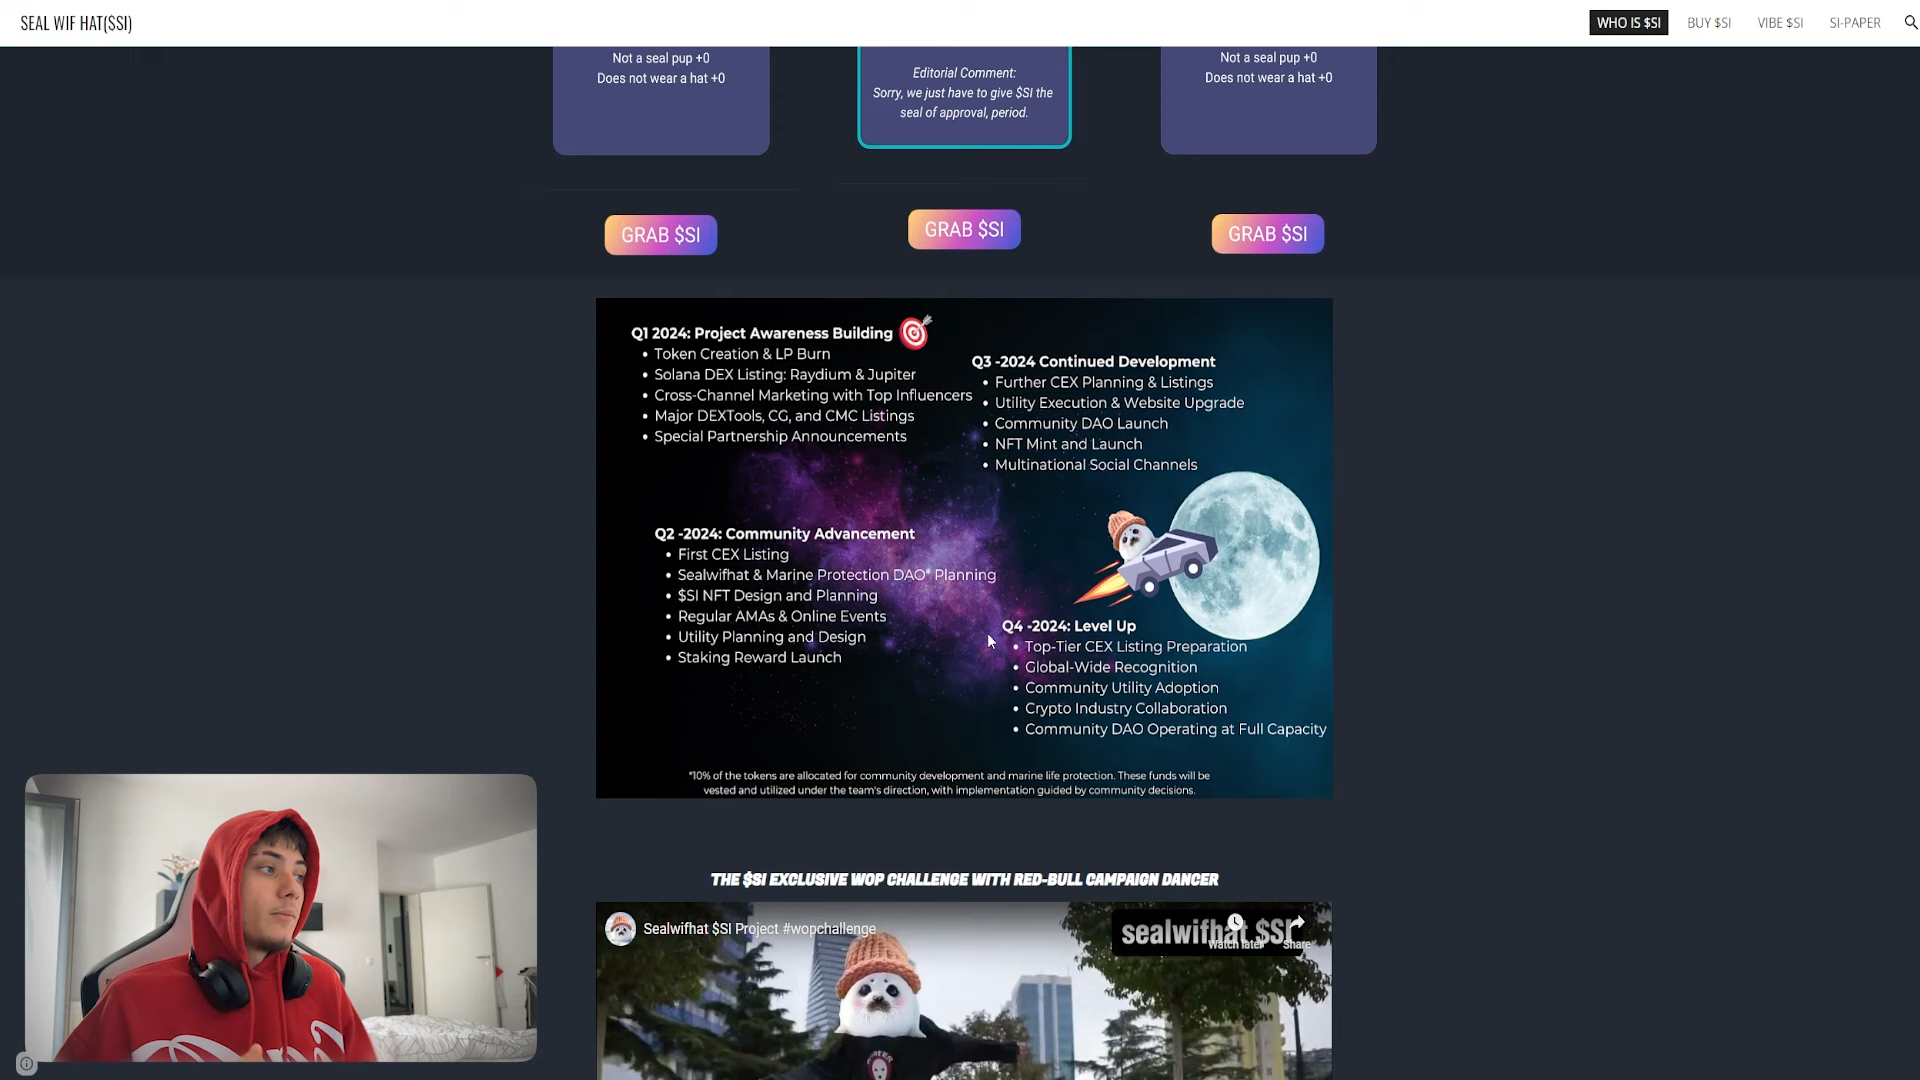 SEAL WIF HAT($SI)
WHO IS $SI
BUY $SI
VIBE $SI
SI-PAPER
Not a seal pup +0
Does not wear a hat +0
Editorial Comment:
Sorry, we just have to give $SI the
seal of approval, period.
Not a seal pup +0
Does not wear a hat +0
GRAB $SI
GRAB $SI
GRAB $SI
Q1 2024: Project Awareness Building
• Token Creation & LP Burn
• Solana DEX Listing: Raydium & Jupiter
• Cross-Channel Marketing with Top Influencers
• Major DEXTools, CG, and CMC Listings
• Special Partnership Announcements
Q2 -2024: Community Advancement
• First CEX Listing
• Sealwifhat & Marine Protection DAO* Planning
• $SI NFT Design and Planning
• Regular AMAs & Online Events
• Utility Planning and Design
• Staking Reward Launch
Q3 -2024 Continued Development
• Further CEX Planning & Listings
• Utility Execution & Website Upgrade
• Community DAO Launch
• NFT Mint and Launch
• Multinational Social Channels
Q4 -2024: Level Up
• Top-Tier CEX Listing Preparation
• Global-Wide Recognition
• Community Utility Adoption
• Crypto Industry Collaboration
• Community DAO Operating at Full Capacity
*10% of the tokens are allocated for community development and marine life protection. These funds will be
vested and utilized under the team's direction, with implementation guided by community decisions.
THE $SI EXCLUSIVE WOP CHALLENGE WITH RED-BULL CAMPAIGN DANCER
Sealwifhat $SI Project #wopchallenge
sealwifhat $SI
Watch later
Share